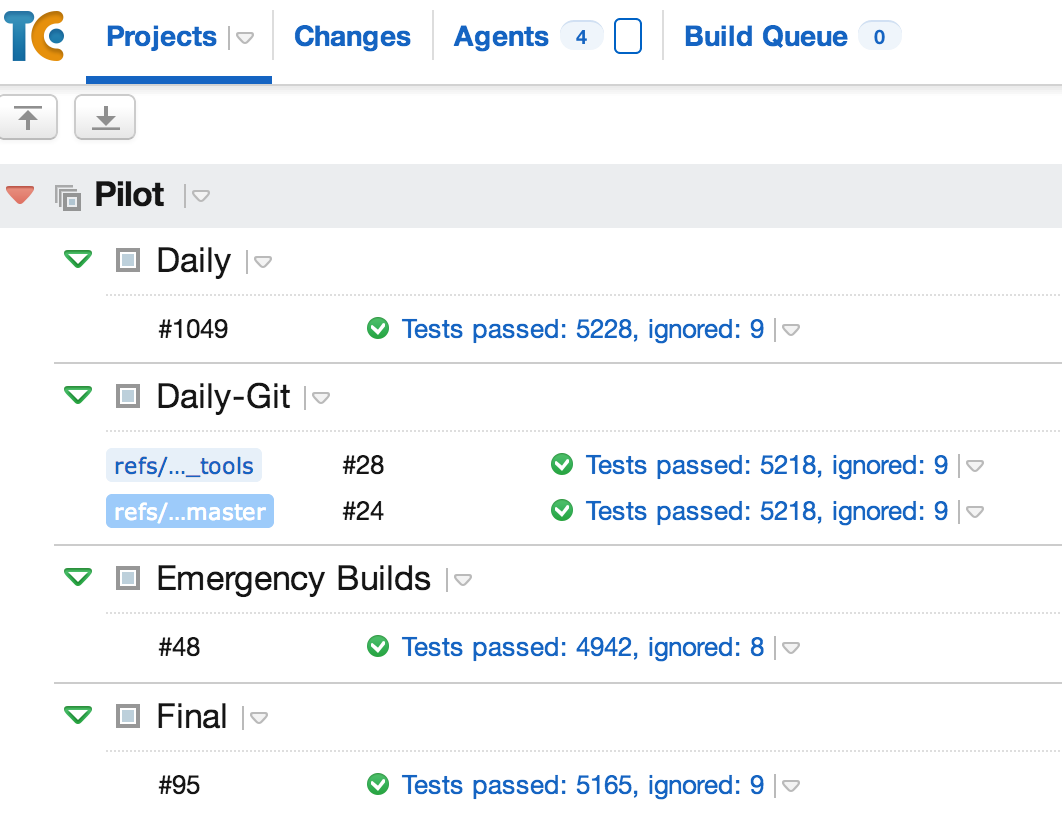 TC Projects Changes Agents 4 Build Queue 0
Pilot
Daily
#1049 Tests passed: 5228, ignored: 9
Daily-Git
refs/..._tools #28 Tests passed: 5218, ignored: 9
refs/...master #24 Tests passed: 5218, ignored: 9
Emergency Builds
#48 Tests passed: 4942, ignored: 8
Final
#95 Tests passed: 5165, ignored: 9